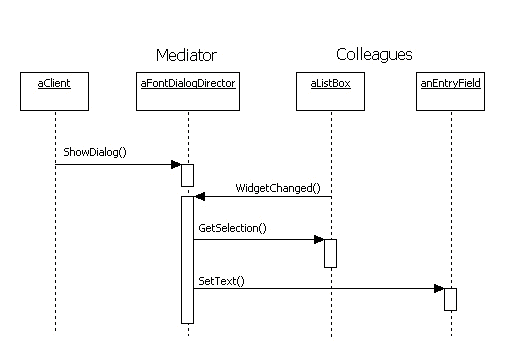 Mediator Colleagues
aClient aFontDialogDirector aListBox anEntryField
ShowDialog()
WidgetChanged()
GetSelection()
SetText()